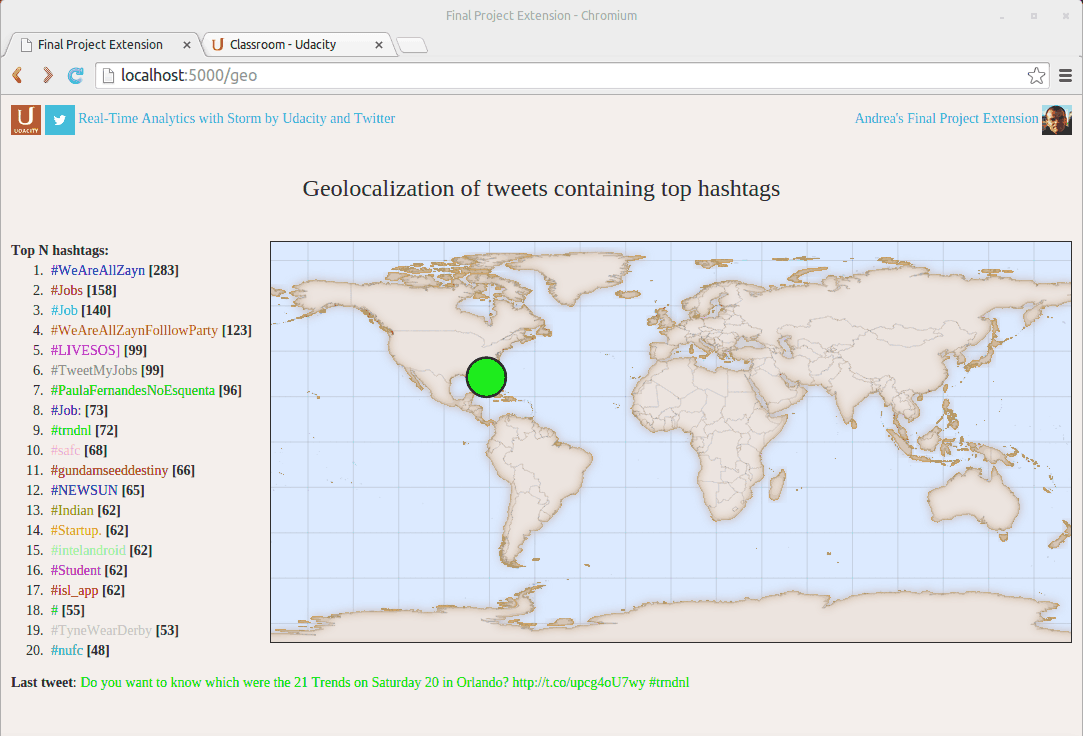 Final Project Extension - Chromium
Final Project Extension
Classroom - Udacity
localhost:5000/geo
UDACITY
Real-Time Analytics with Storm by Udacity and Twitter
Andrea's Final Project Extension
Geolocalization of tweets containing top hashtags
Top N hashtags:
1. #WeAreAllZayn [283]
2. #Jobs [158]
3. #Job [140]
4. #WeAreAllZaynFolllowParty [123]
5. #LIVESOS] [99]
6. #TweetMyJobs [99]
7. #PaulaFernandesNoEsquenta [96]
8. #Job: [73]
9. #trndnl [72]
10. #safc [68]
11. #gundamseeddestiny [66]
12. #NEWSUN [65]
13. #Indian [62]
14. #Startup. [62]
15. #intelandroid [62]
16. #Student [62]
17. #isl_app [62]
18. # [55]
19. #TyneWearDerby [53]
20. #nufc [48]
Last tweet: Do you want to know which were the 21 Trends on Saturday 20 in Orlando? http://t.co/upcg4oU7wy #trndnl